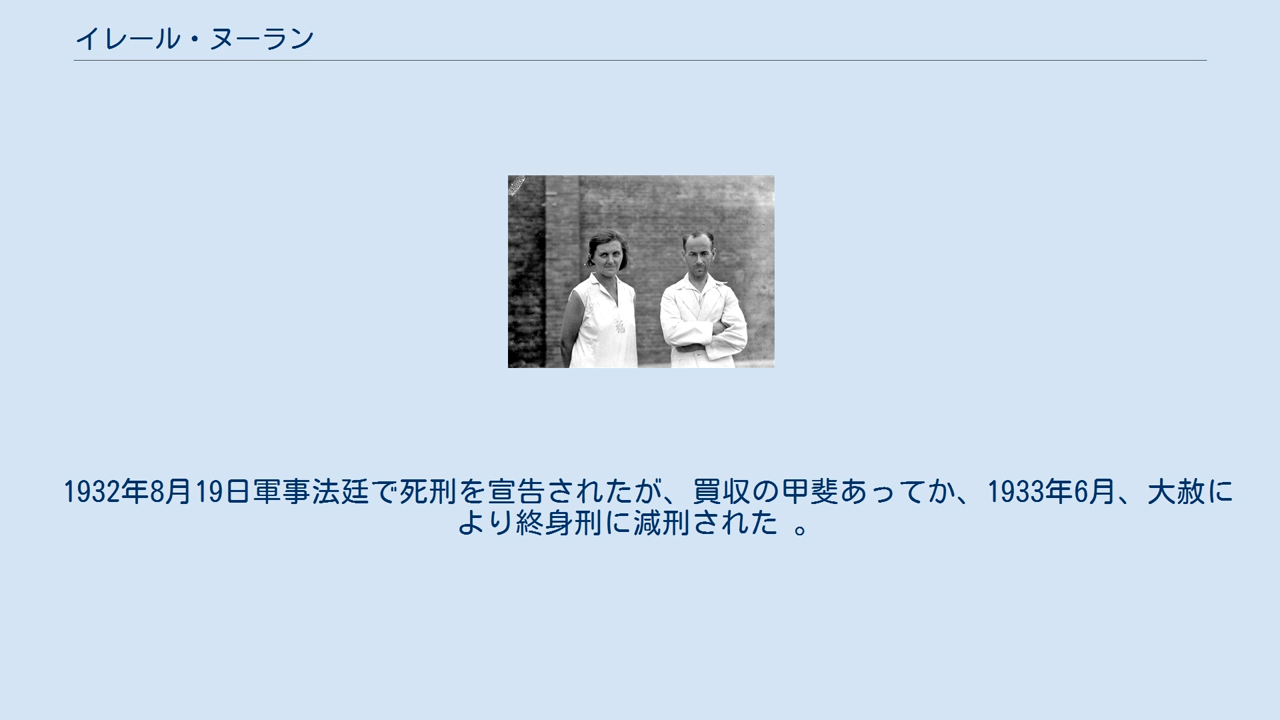 イレール・ヌーラン
1932年8月19日軍事法廷で死刑を宣告されたが、買収の甲斐あってか、1933年6月、大赦に
より終身刑に減刑された 。